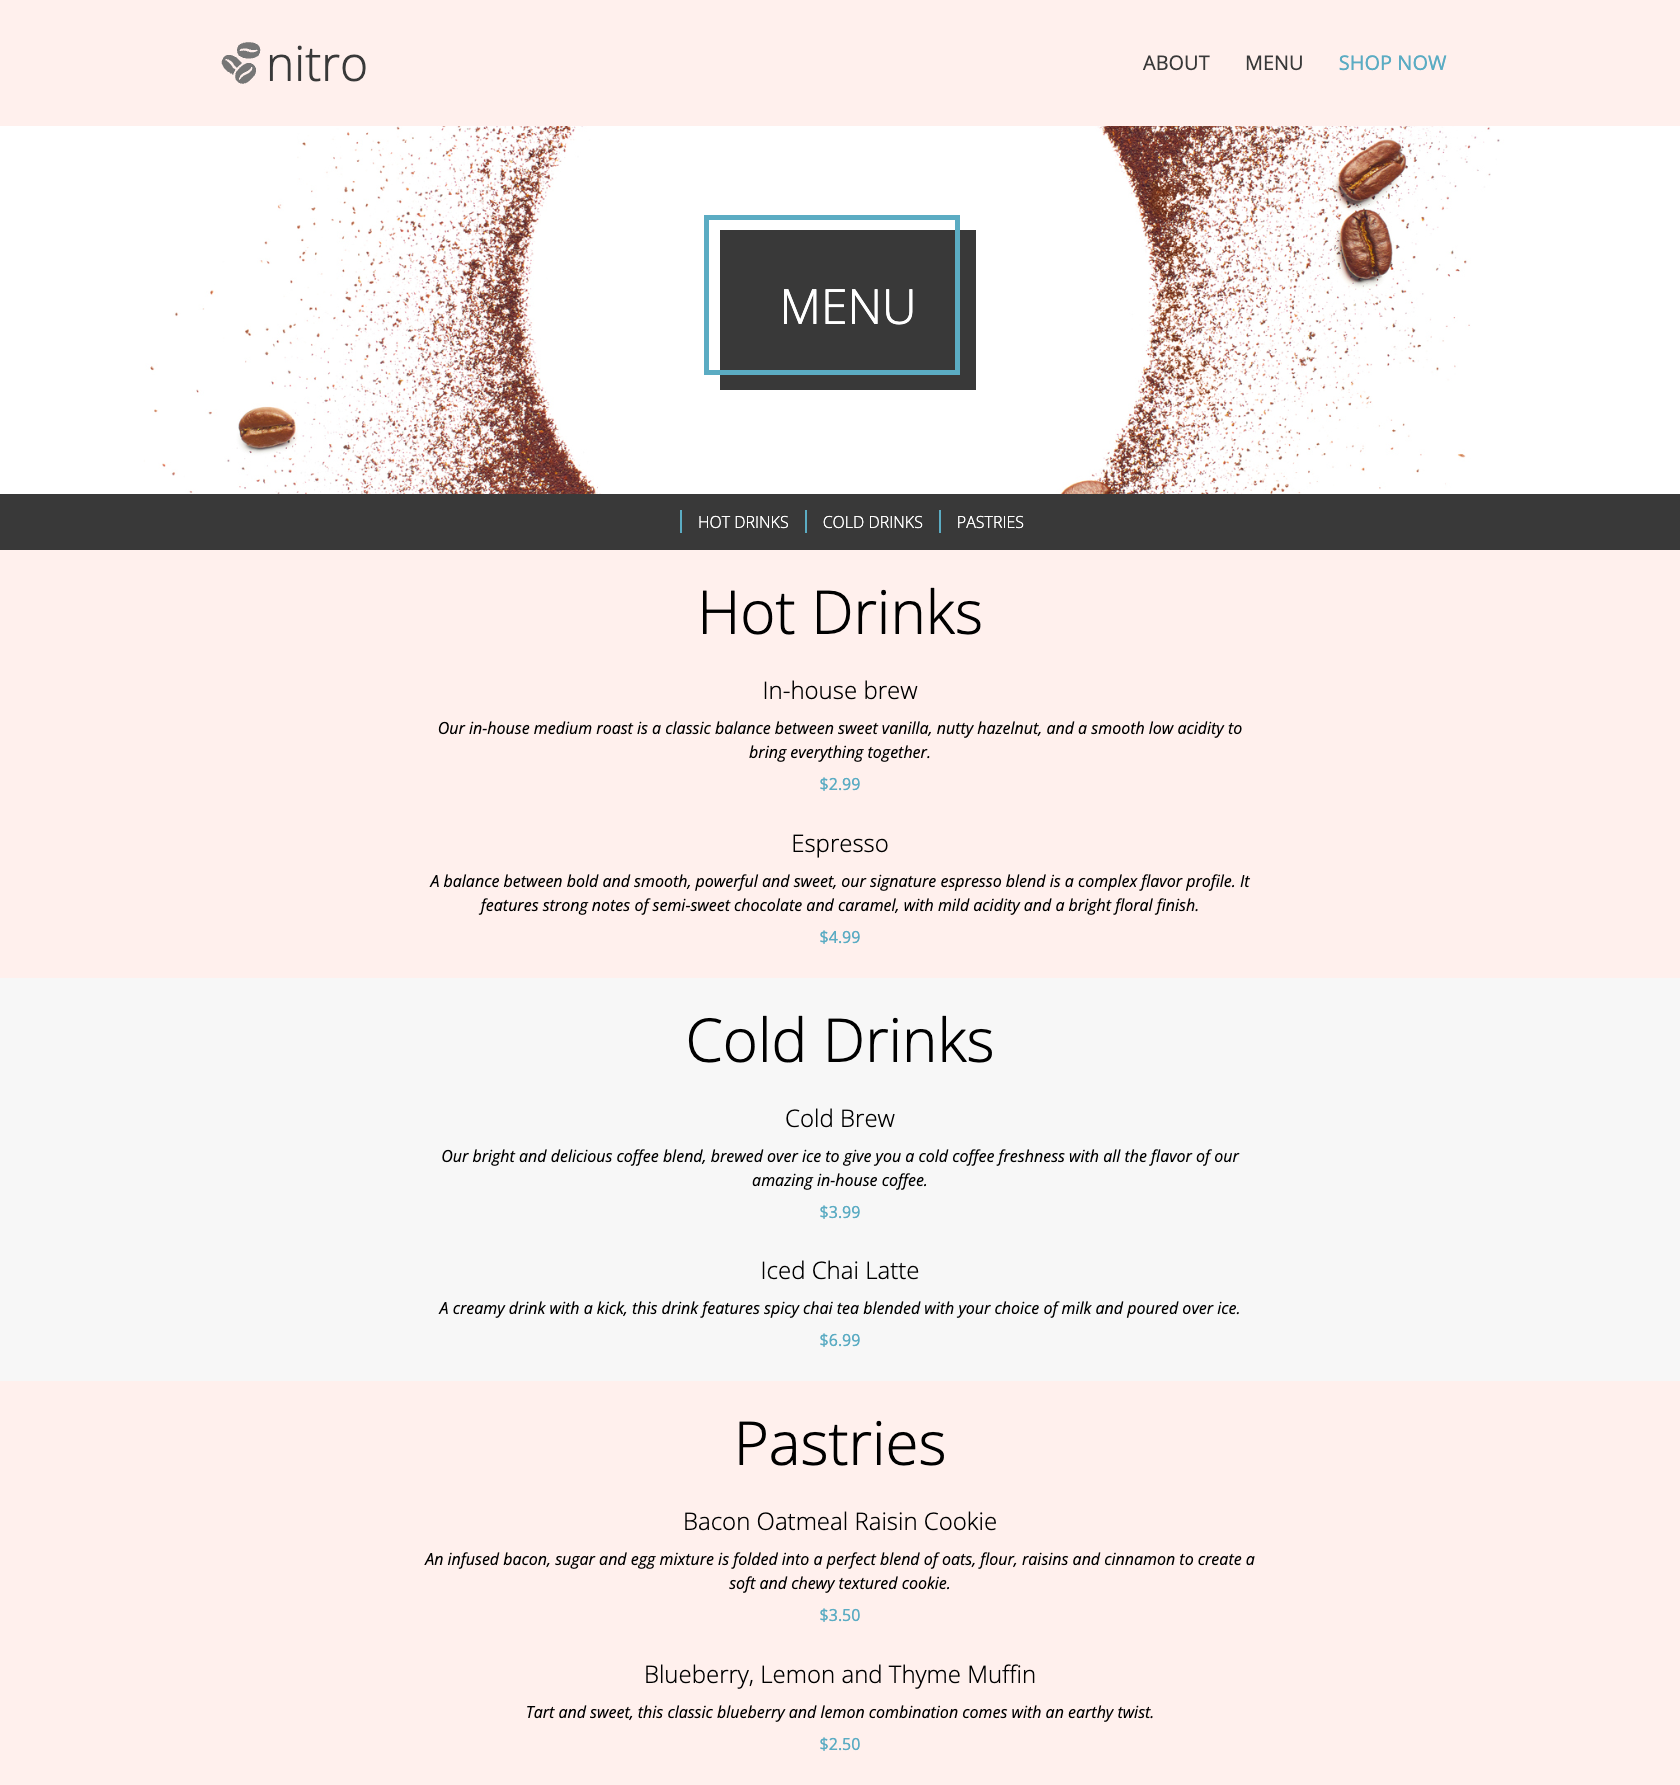 nitro
ABOUT MENU SHOP NOW
MENU
HOT DRINKS COLD DRINKS PASTRIES
Hot Drinks
In-house brew
Our in-house medium roast is a classic balance between sweet vanilla, nutty hazelnut, and a smooth low acidity to
bring everything together.
$2.99
Espresso
A balance between bold and smooth, powerful and sweet, our signature espresso blend is a complex flavor profile. It
features strong notes of semi-sweet chocolate and caramel, with mild acidity and a bright floral finish.
$4.99
Cold Drinks
Cold Brew
Our bright and delicious coffee blend, brewed over ice to give you a cold coffee freshness with all the flavor of our
amazing in-house coffee.
$3.99
Iced Chai Latte
A creamy drink with a kick, this drink features spicy chai tea blended with your choice of milk and poured over ice.
$6.99
Pastries
Bacon Oatmeal Raisin Cookie
An infused bacon, sugar and egg mixture is folded into a perfect blend of oats, flour, raisins and cinnamon to create a
soft and chewy textured cookie.
$3.50
Blueberry, Lemon and Thyme Muffin
Tart and sweet, this classic blueberry and lemon combination comes with an earthy twist.
$2.50